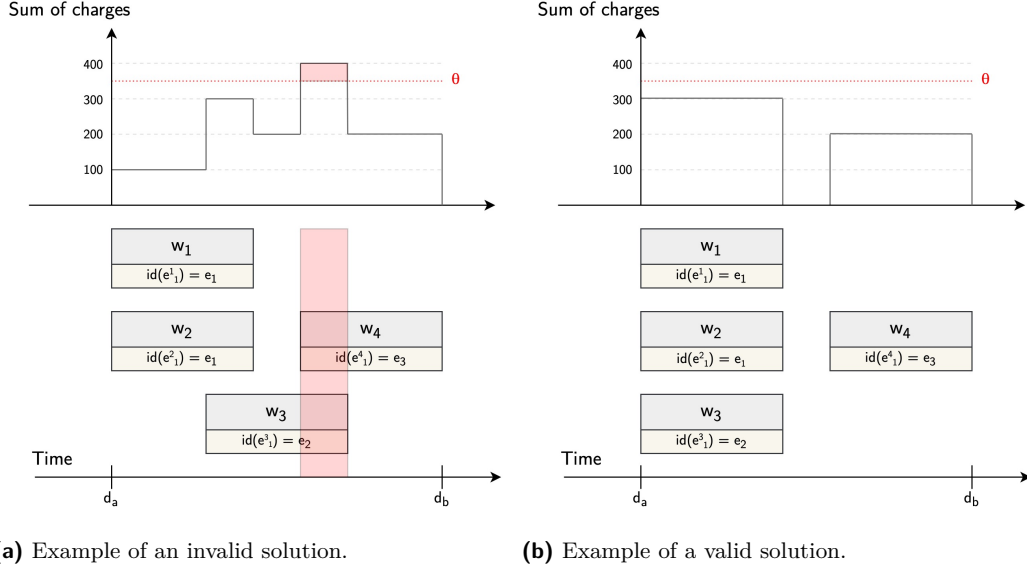 Sum of charges
400
θ
300
200
100
w₁
id(e¹₁) = e₁
w₂
id(e²₁) = e₁
w₄
id(e⁴₁) = e₃
w₃
id(e³₁) = e₂
Time
dₐ
d_b
a) Example of an invalid solution.
Sum of charges
400
θ
300
200
100
w₁
id(e¹₁) = e₁
w₂
id(e²₁) = e₁
w₄
id(e⁴₁) = e₃
w₃
id(e³₁) = e₂
Time
dₐ
d_b
(b) Example of a valid solution.